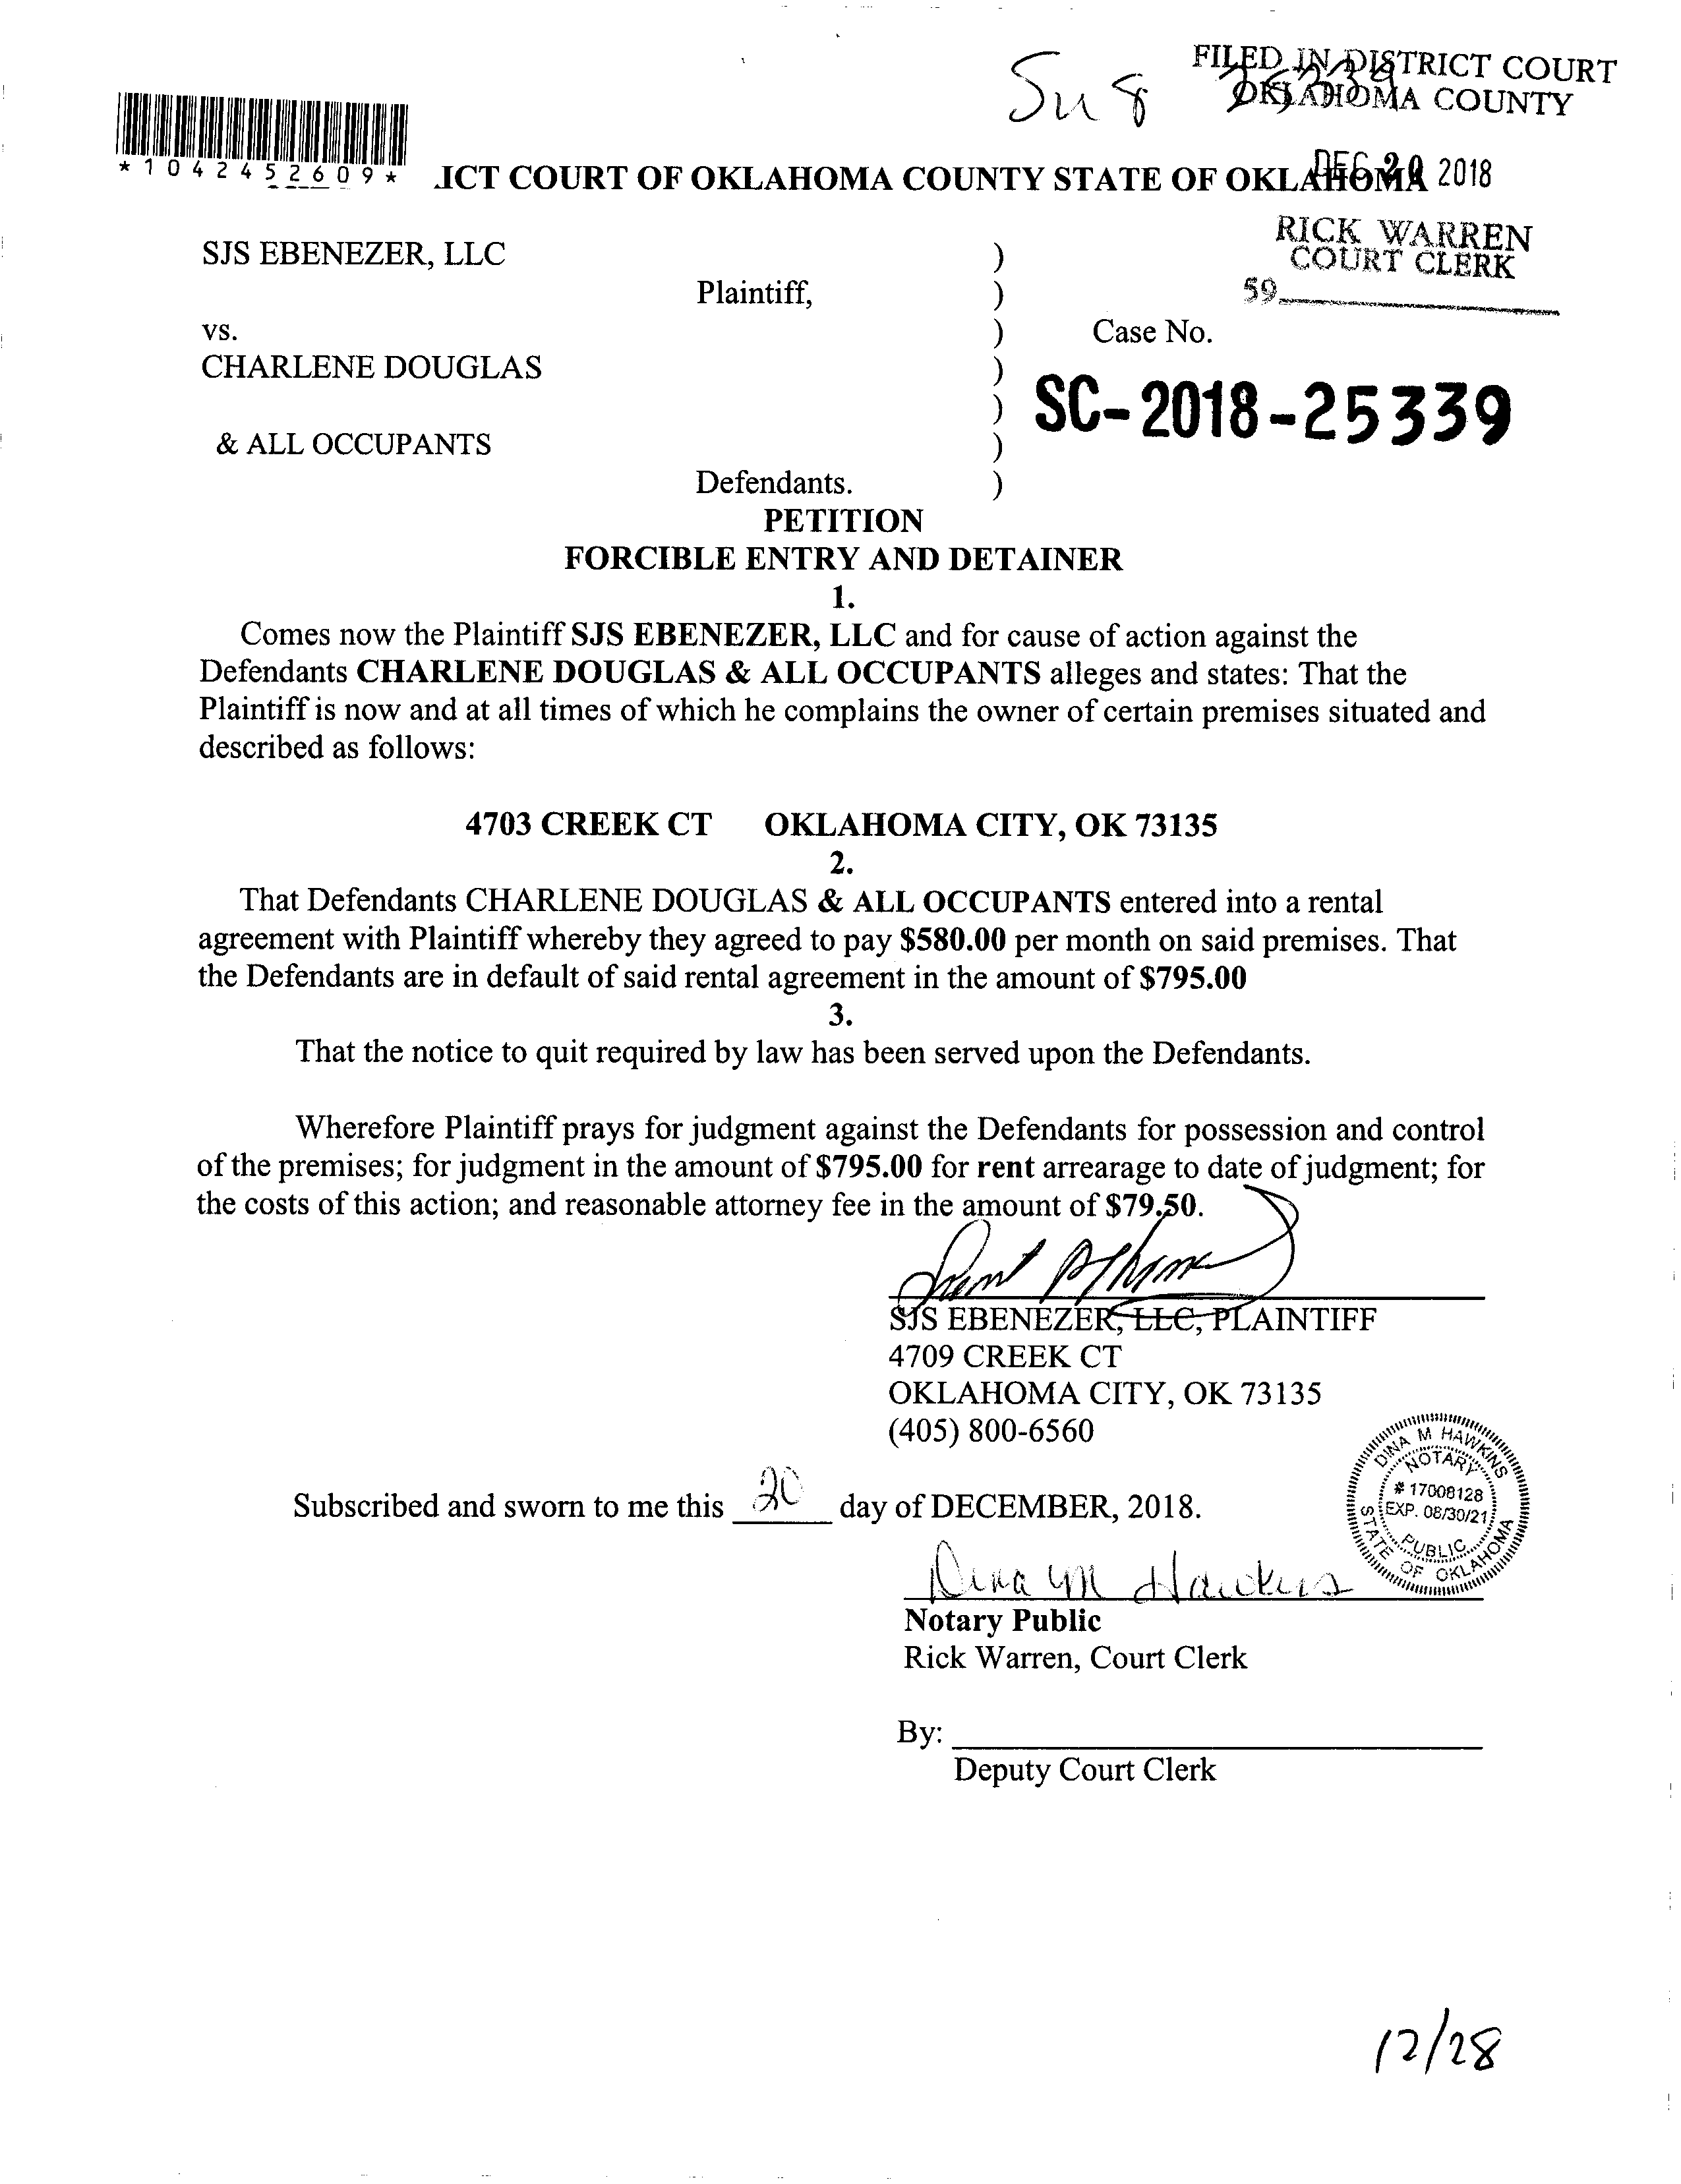 FILED IN DISTRICT COURT
OKLAHOMA COUNTY
*1042452609*
.ICT COURT OF OKLAHOMA COUNTY STATE OF OKLAHOMA
DEC 20 2018
RICK WARREN
COURT CLERK
59
SJS EBENEZER, LLC )
Plaintiff, )
vs. ) Case No.
CHARLENE DOUGLAS )
) SC-2018-25339
& ALL OCCUPANTS )
Defendants. )
PETITION
FORCIBLE ENTRY AND DETAINER
1.
Comes now the Plaintiff SJS EBENEZER, LLC and for cause of action against the
Defendants CHARLENE DOUGLAS & ALL OCCUPANTS alleges and states: That the
Plaintiff is now and at all times of which he complains the owner of certain premises situated and
described as follows:
4703 CREEK CT OKLAHOMA CITY, OK 73135
2.
That Defendants CHARLENE DOUGLAS & ALL OCCUPANTS entered into a rental
agreement with Plaintiff whereby they agreed to pay $580.00 per month on said premises. That
the Defendants are in default of said rental agreement in the amount of $795.00
3.
That the notice to quit required by law has been served upon the Defendants.
Wherefore Plaintiff prays for judgment against the Defendants for possession and control
of the premises; for judgment in the amount of $795.00 for rent arrearage to date of judgment; for
the costs of this action; and reasonable attorney fee in the amount of $79.50.
SJS EBENEZER, LLC, PLAINTIFF
4709 CREEK CT
OKLAHOMA CITY, OK 73135
(405) 800-6560
DINA M HAWKINS
NOTARY
# 17008128
EXP. 08/30/21
PUBLIC
STATE OF OKLAHOMA
Subscribed and sworn to me this 20 day of DECEMBER, 2018.
Dina M Hawkins
Notary Public
Rick Warren, Court Clerk
By:
Deputy Court Clerk
12/28